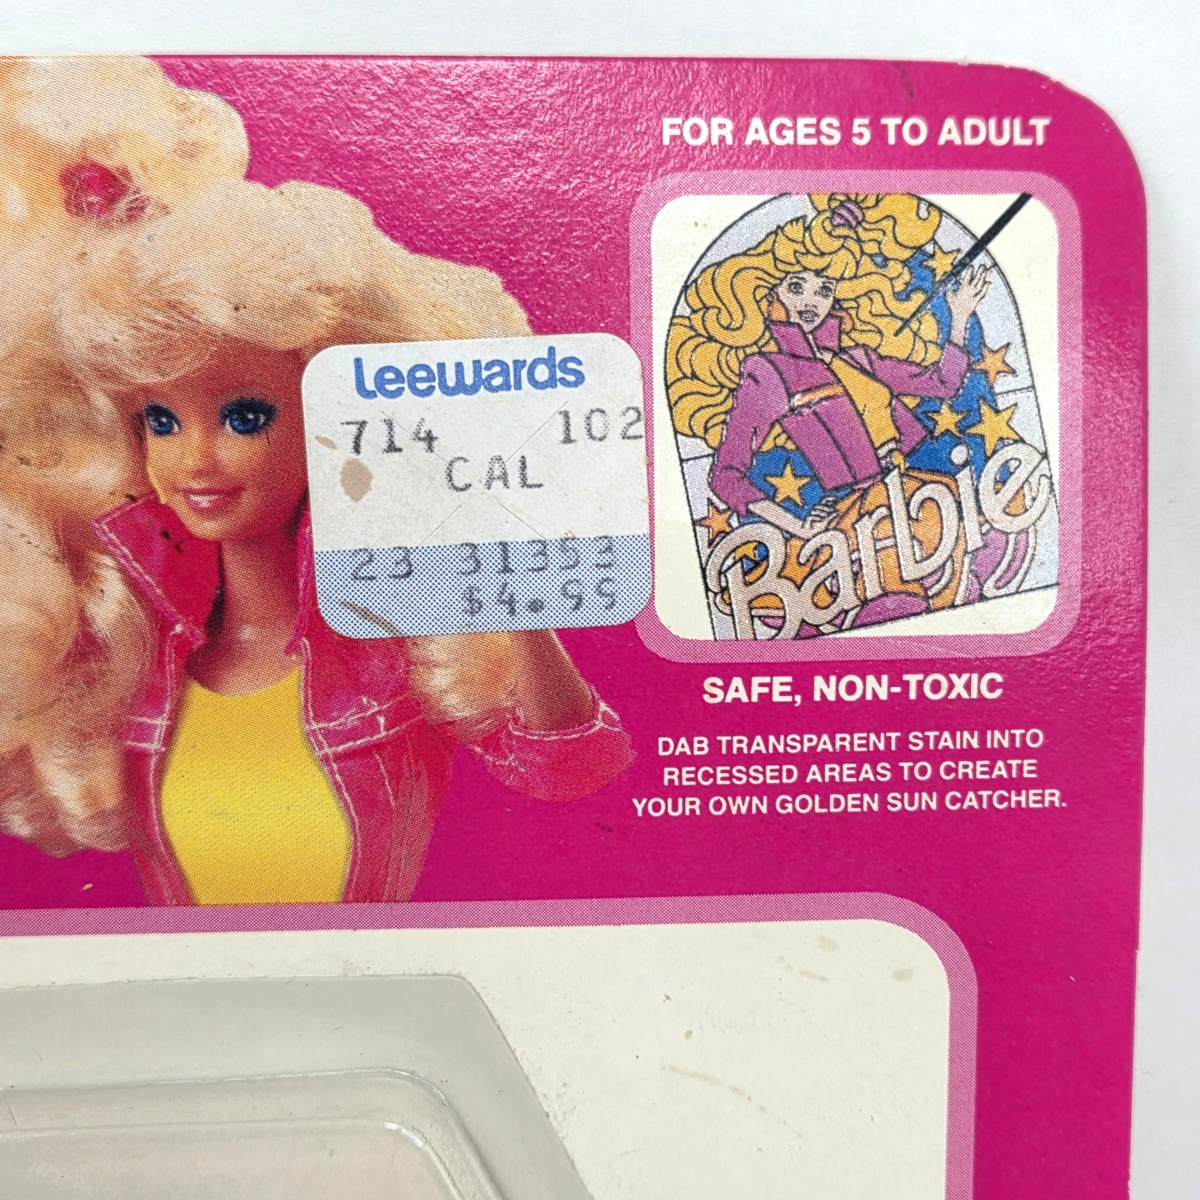 FOR AGES 5 TO ADULT
Barbie
Leewards
714 102
CAL
23 31353
$4.99
SAFE, NON-TOXIC
DAB TRANSPARENT STAIN INTO
RECESSED AREAS TO CREATE
YOUR OWN GOLDEN SUN CATCHER.